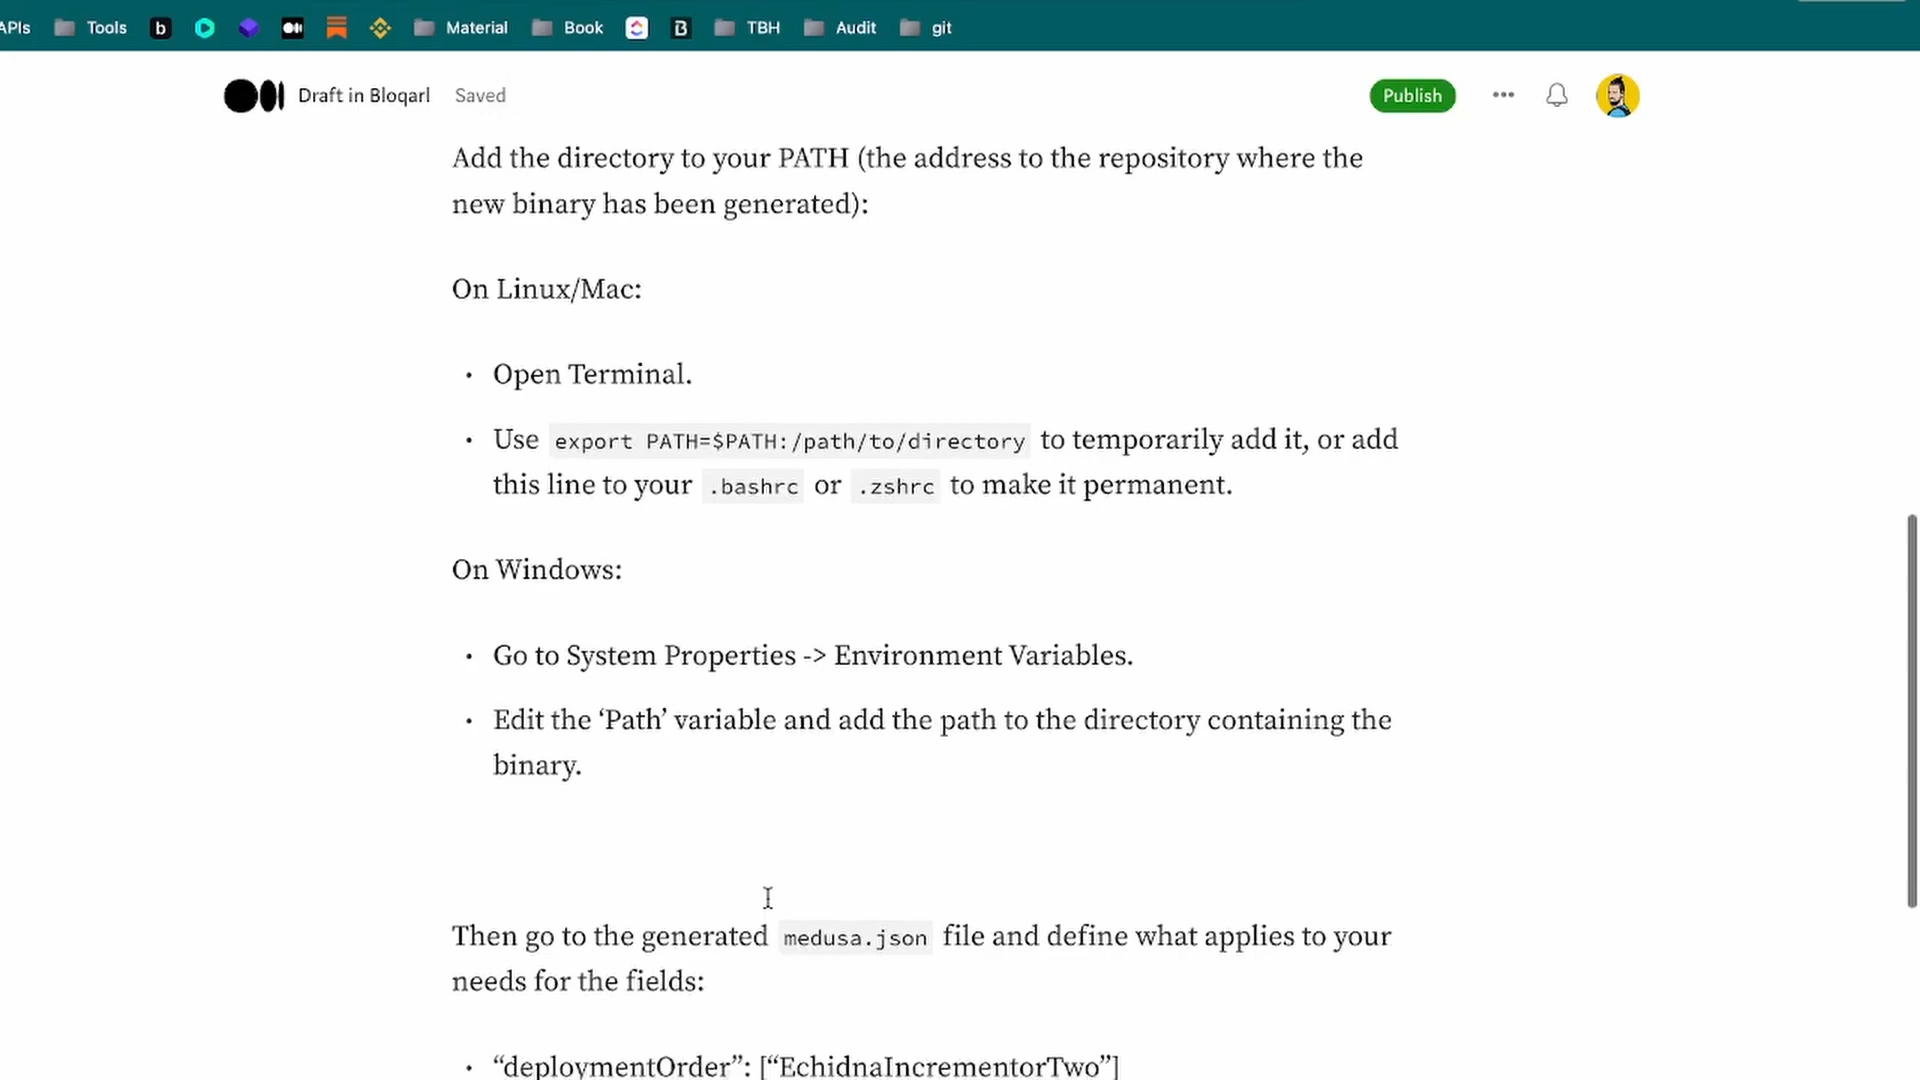 APIs Tools Material Book TBH Audit git
Draft in Bloqarl Saved Publish
Add the directory to your PATH (the address to the repository where the
new binary has been generated):
On Linux/Mac:
• Open Terminal.
• Use export PATH=$PATH:/path/to/directory to temporarily add it, or add
this line to your .bashrc or .zshrc to make it permanent.
On Windows:
• Go to System Properties -> Environment Variables.
• Edit the ‘Path’ variable and add the path to the directory containing the
binary.
Then go to the generated medusa.json file and define what applies to your
needs for the fields:
• “deploymentOrder”: [“EchidnaIncrementorTwo”]